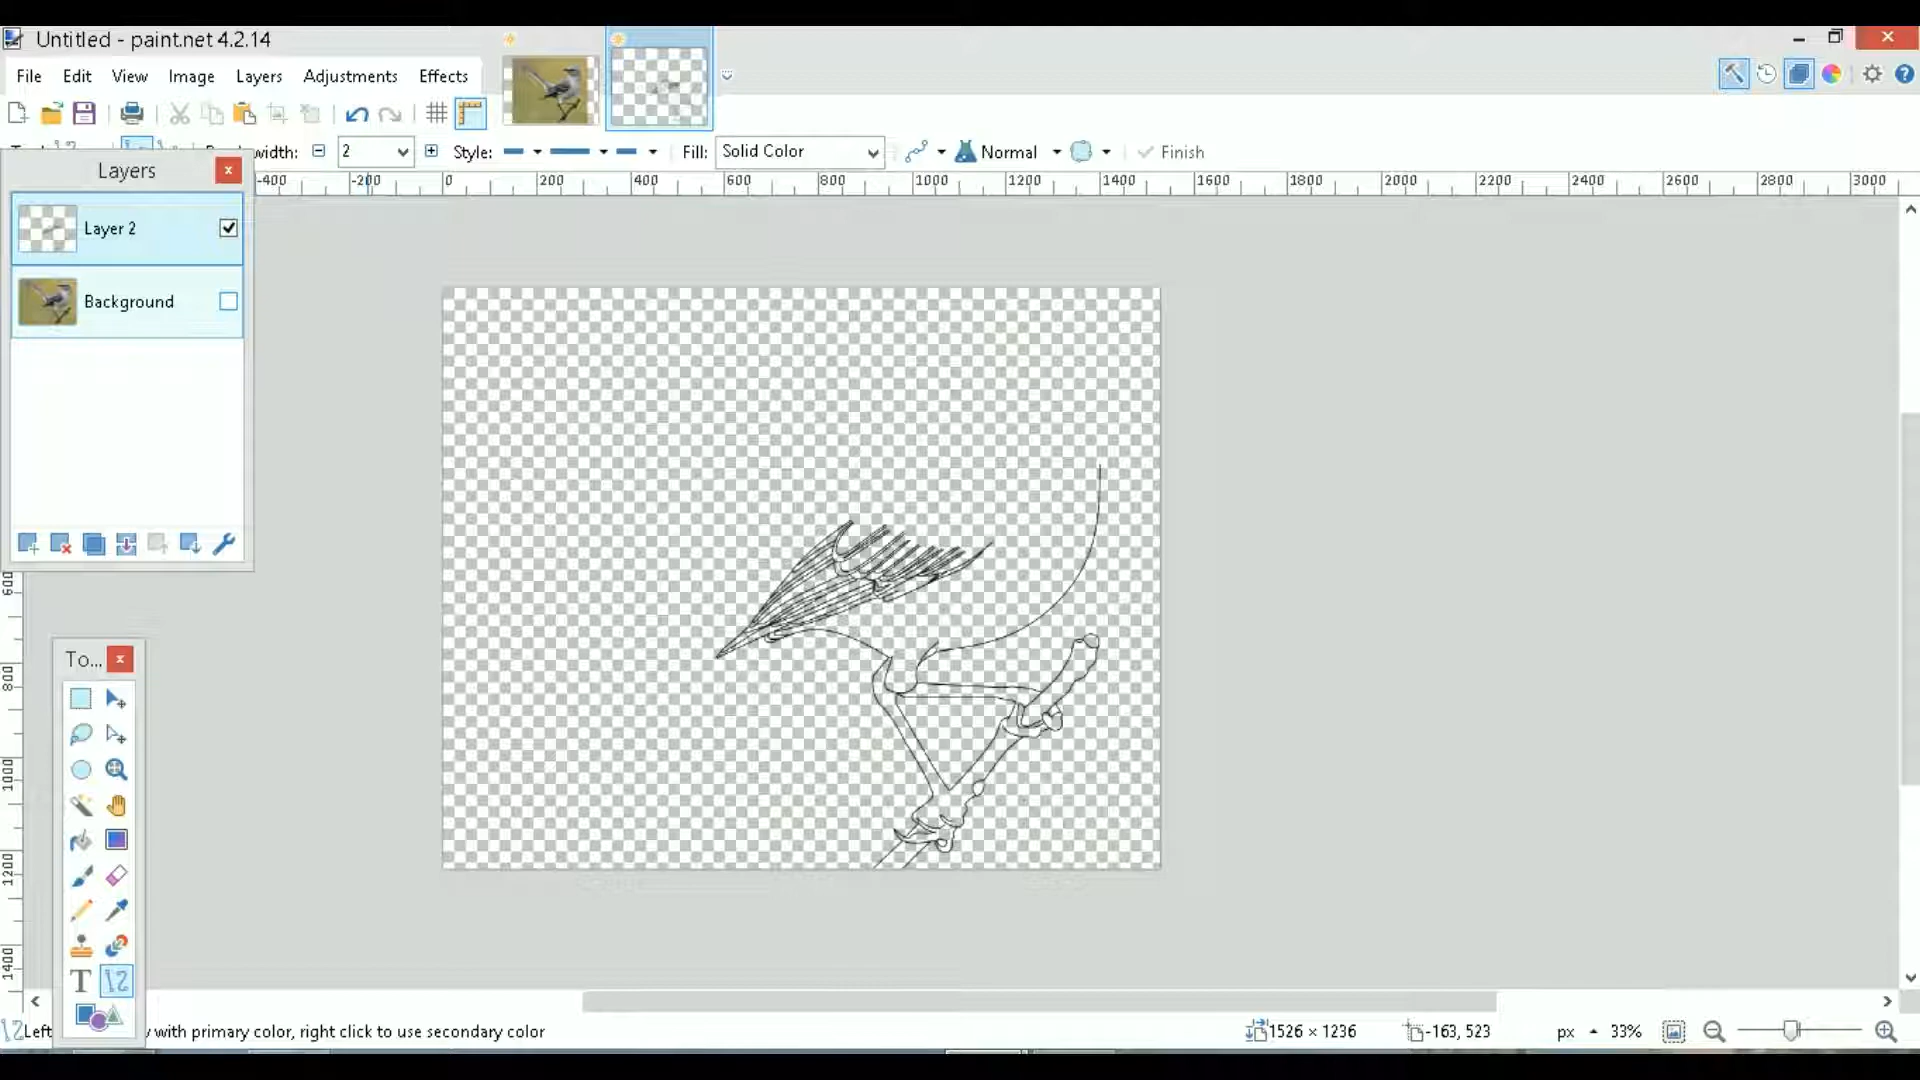 Untitled - paint.net 4.2.14
File Edit View Image Layers Adjustments Effects
width: 2 Style: Fill: Solid Color Normal Finish
Layers
-400 -200 0 200 400 600 800 1000 1200 1400 1600 1800 2000 2200 2400 2600 2800 3000
Layer 2
Background
600
To...
800
1000
1200
1400
T
Left
with primary color, right click to use secondary color
1526 × 1236
-163, 523
px
33%